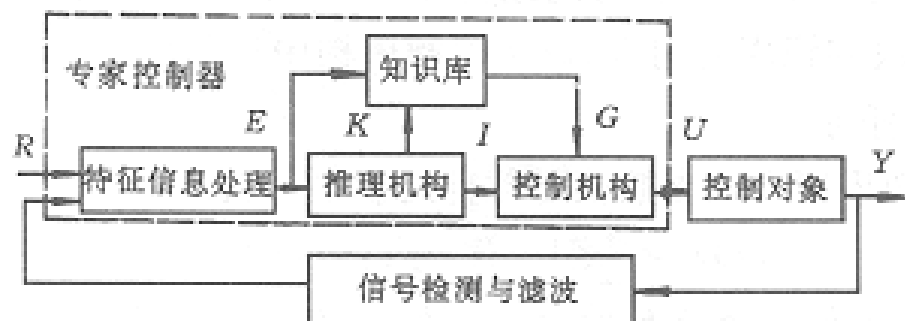 专家控制器
知识库
E
K
I
G
U
R
Y
特征信息处理
推理机构
控制机构
控制对象
信号检测与滤波